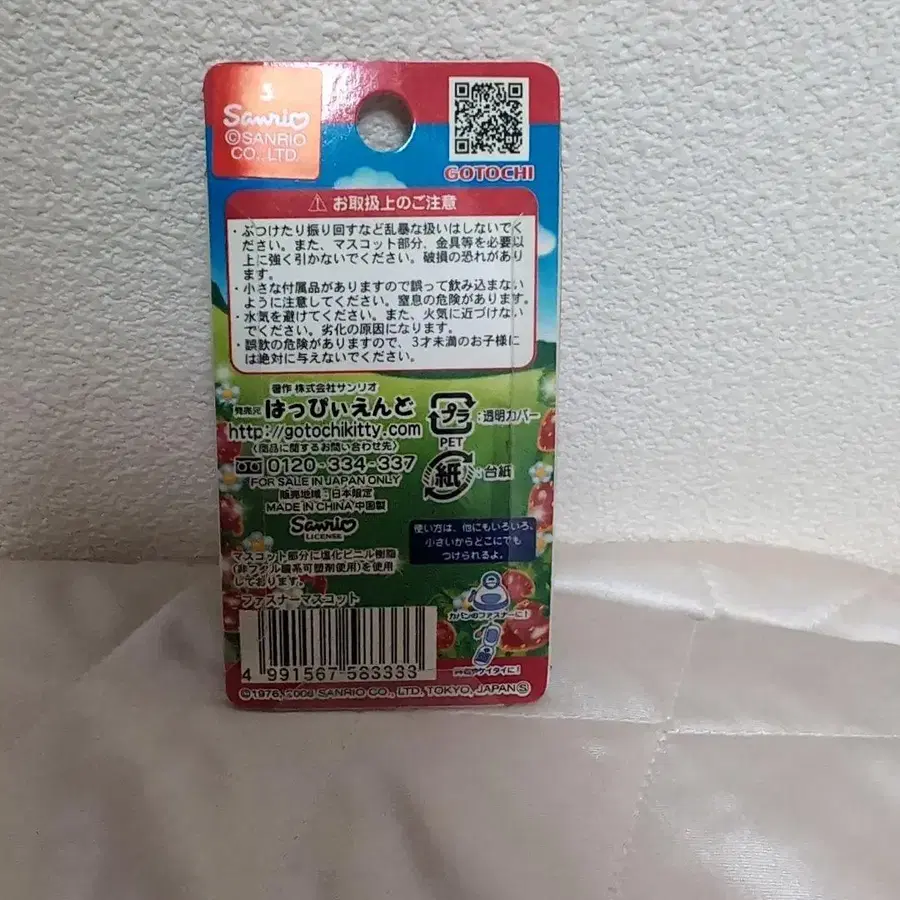 Sanrio
©SANRIO
CO., LTD.
GOTOCHI
⚠ お取扱上のご注意
・ぶつけたり振り回すなど乱暴な扱いはしないで
ください。また、マスコット部分、金具等を必要以
上に強く引かないでください。破損の恐れがあり
ます。
・小さな付属品がありますので誤って飲み込まない
ように注意してください。窒息の危険があります。
・水気を避けてください。また、火気に近づけない
でください。劣化の原因になります。
・誤飲の危険がありますので、3才未満のお子様に
は絶対に与えないでください。
著作 株式会社サンリオ
発売元 はっぴぃえんど
http://gotochikitty.com
〈商品に関するお問い合わせ先〉
0120-334-337
FOR SALE IN JAPAN ONLY
販売地域：日本限定
MADE IN CHINA 中国製
Sanrio
LICENSE
プラ：透明カバー
PET
紙：台紙
マスコット部分に塩化ビニル樹脂
(非フタル酸系可塑剤使用)を使用
しております。
ファスナーマスコット
使い方は、他にもいろいろ、
小さいからどこにでも
つけられるよ。
カバンのファスナーに！
4 991567 583333
©1976, 2009 SANRIO CO., LTD. TOKYO, JAPAN Ⓢ